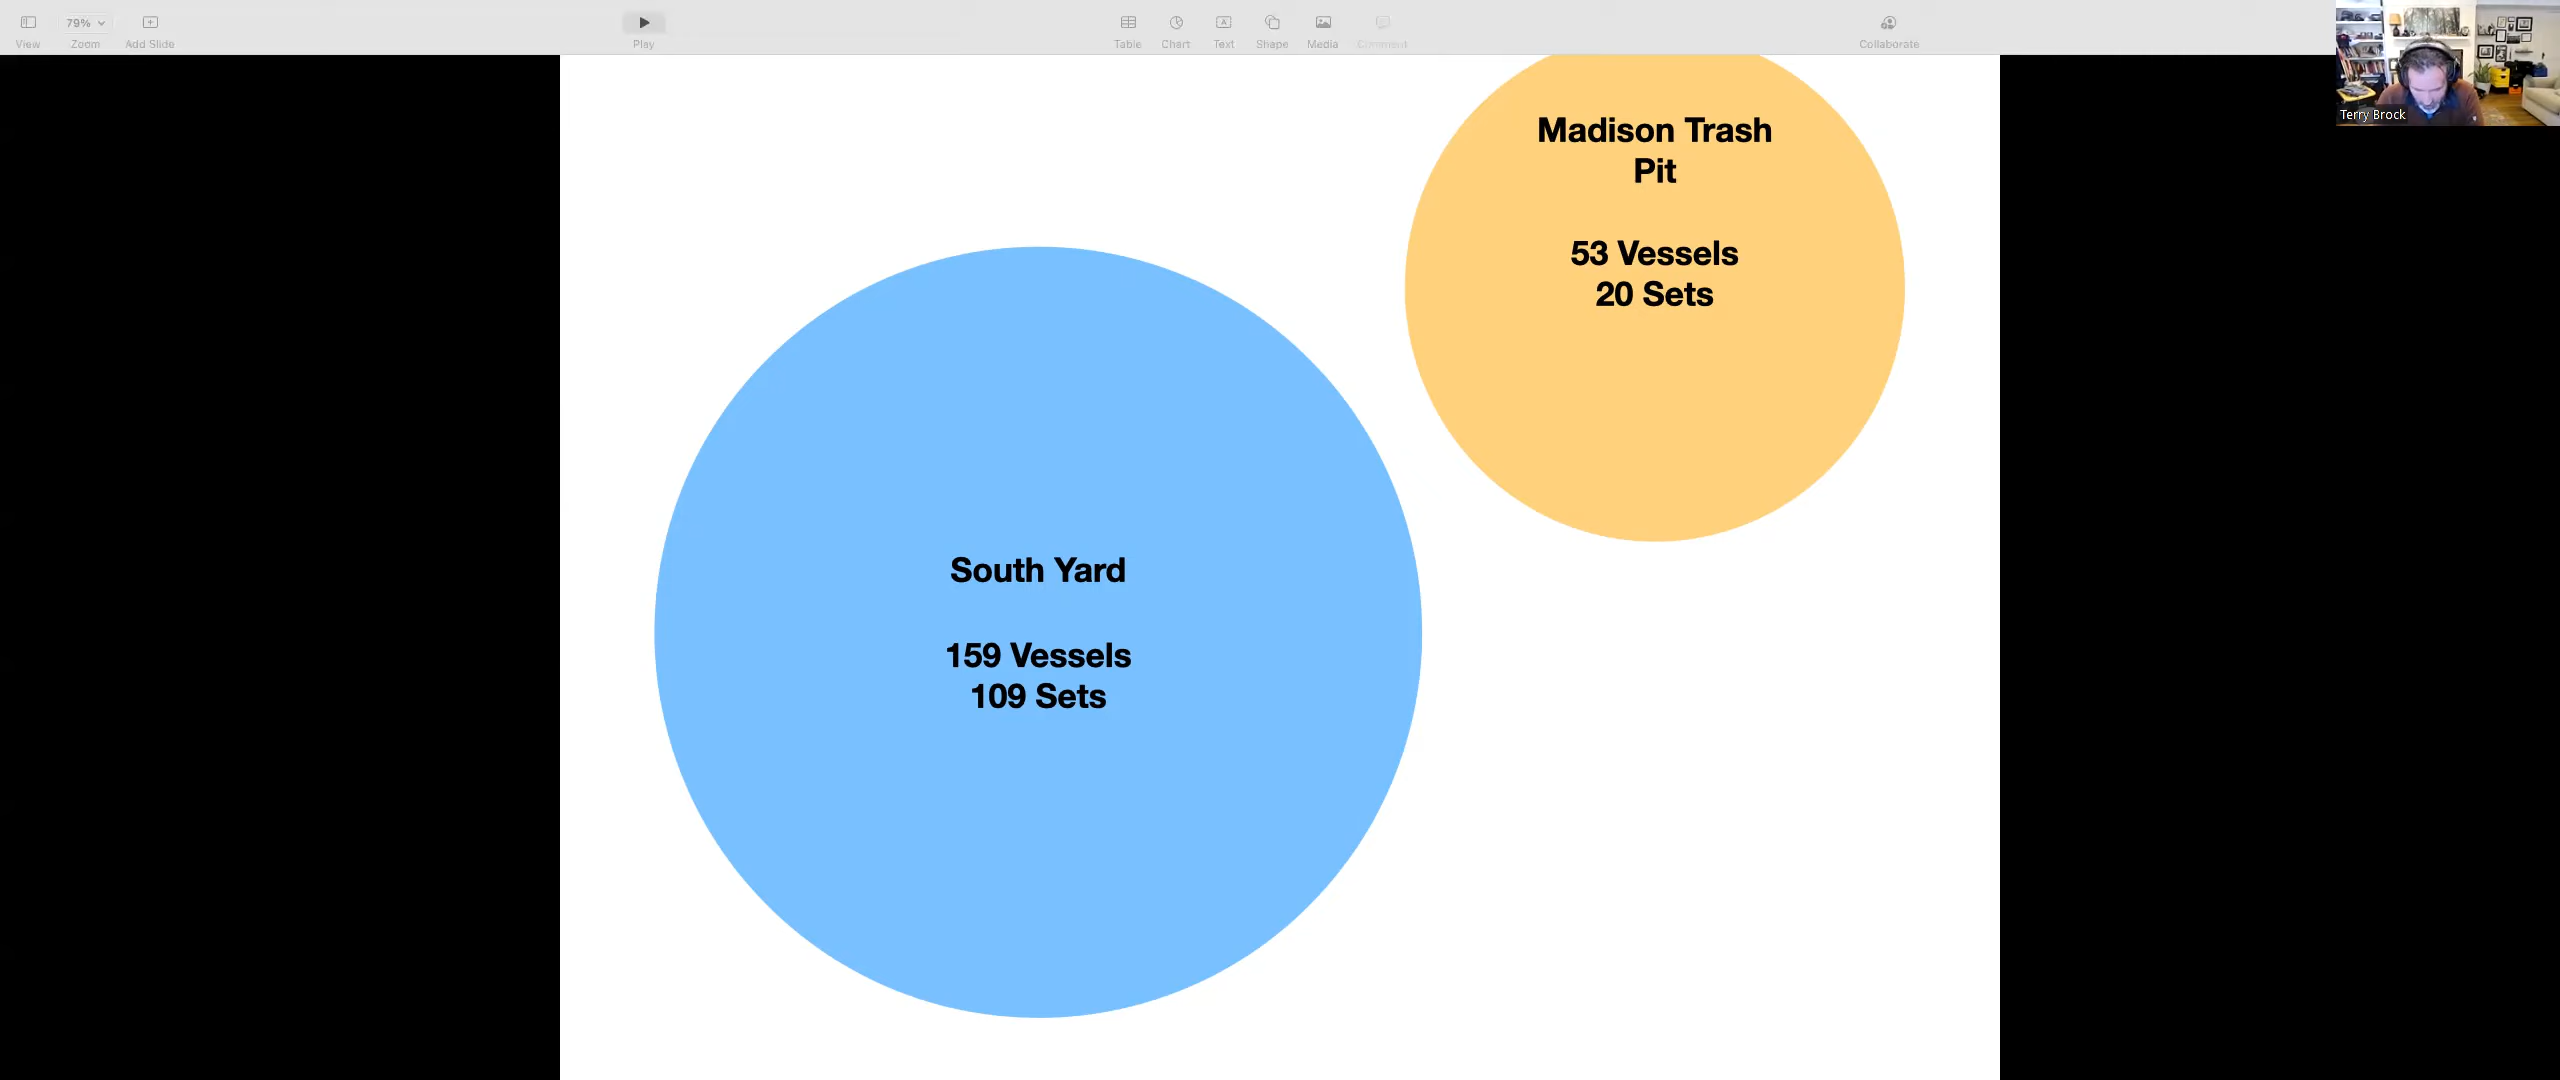 79%
View
Zoom
Add Slide
Play
Table
Chart
Text
Shape
Media
Comment
Collaborate
Terry Brock
Madison Trash
Pit
53 Vessels
20 Sets
South Yard
159 Vessels
109 Sets